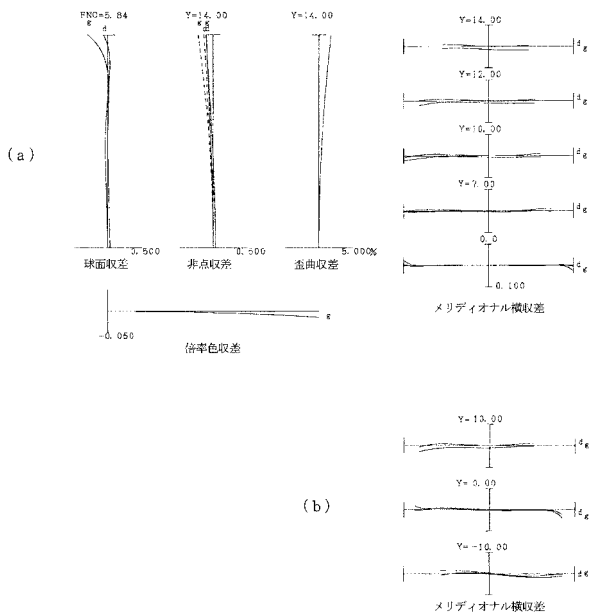 FNO=5.84
g d
Y=14.00
g
Y=14.00
(a)
0.500
球面収差
0.500
非点収差
5.000%
歪曲収差
-0.050
g
倍率色収差
Y=14.00
d g
Y=12.00
d g
Y=10.00
d g
Y=7.00
d g
0.0
d g
0.100
メリディオナル横収差
(b)
Y=10.00
d g
Y= 0.00
d g
Y=-10.00
d g
メリディオナル横収差